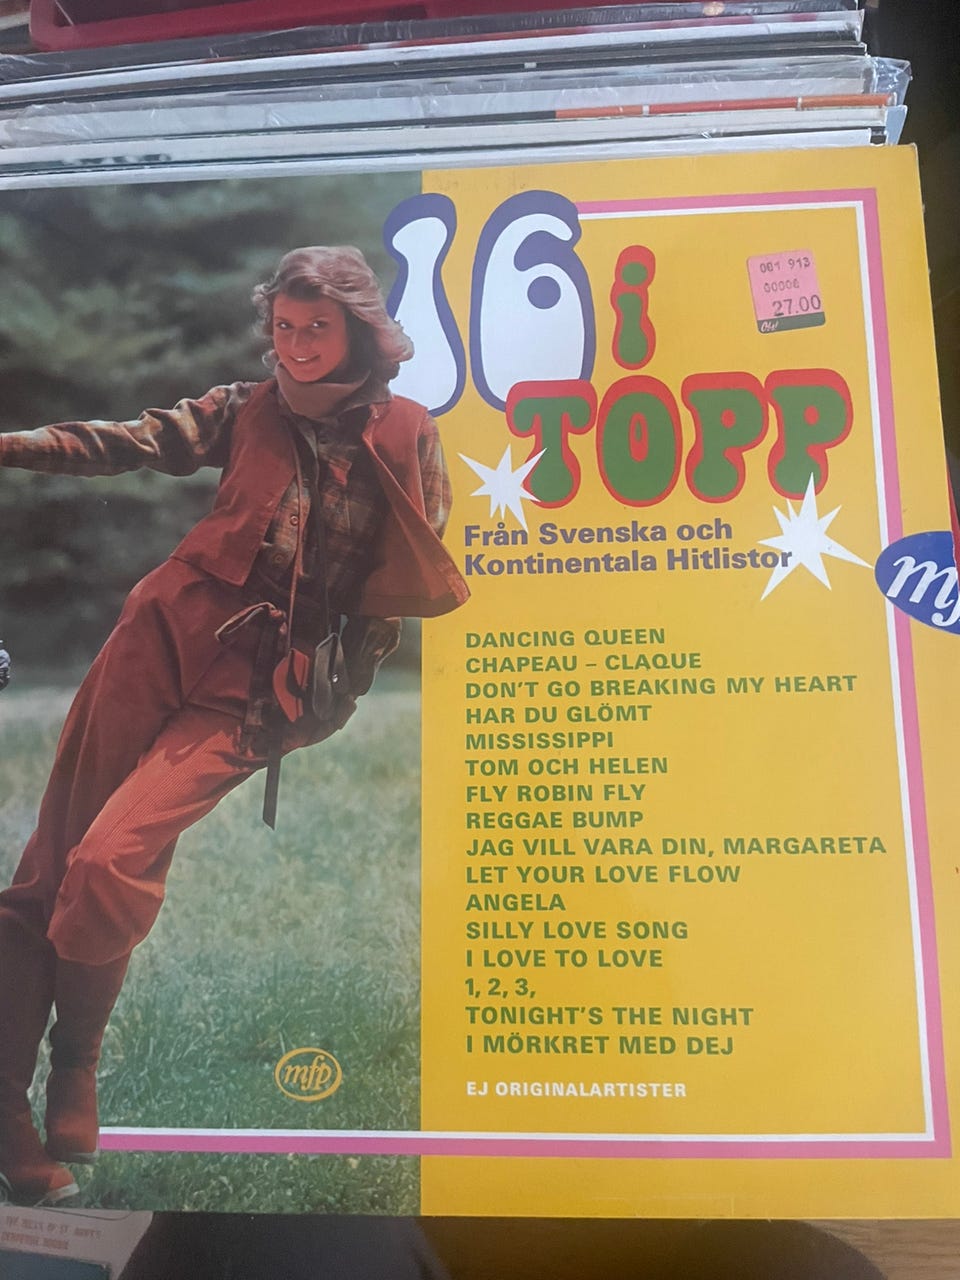 16
i
TOPP
001 913
00006
27.00
Från Svenska och
Kontinentala Hitlistor
DANCING QUEEN
CHAPEAU – CLAQUE
DON'T GO BREAKING MY HEART
HAR DU GLÖMT
MISSISSIPPI
TOM OCH HELEN
FLY ROBIN FLY
REGGAE BUMP
JAG VILL VARA DIN, MARGARETA
LET YOUR LOVE FLOW
ANGELA
SILLY LOVE SONG
I LOVE TO LOVE
1, 2, 3,
TONIGHT'S THE NIGHT
I MÖRKRET MED DEJ
EJ ORIGINALARTISTER
mfp